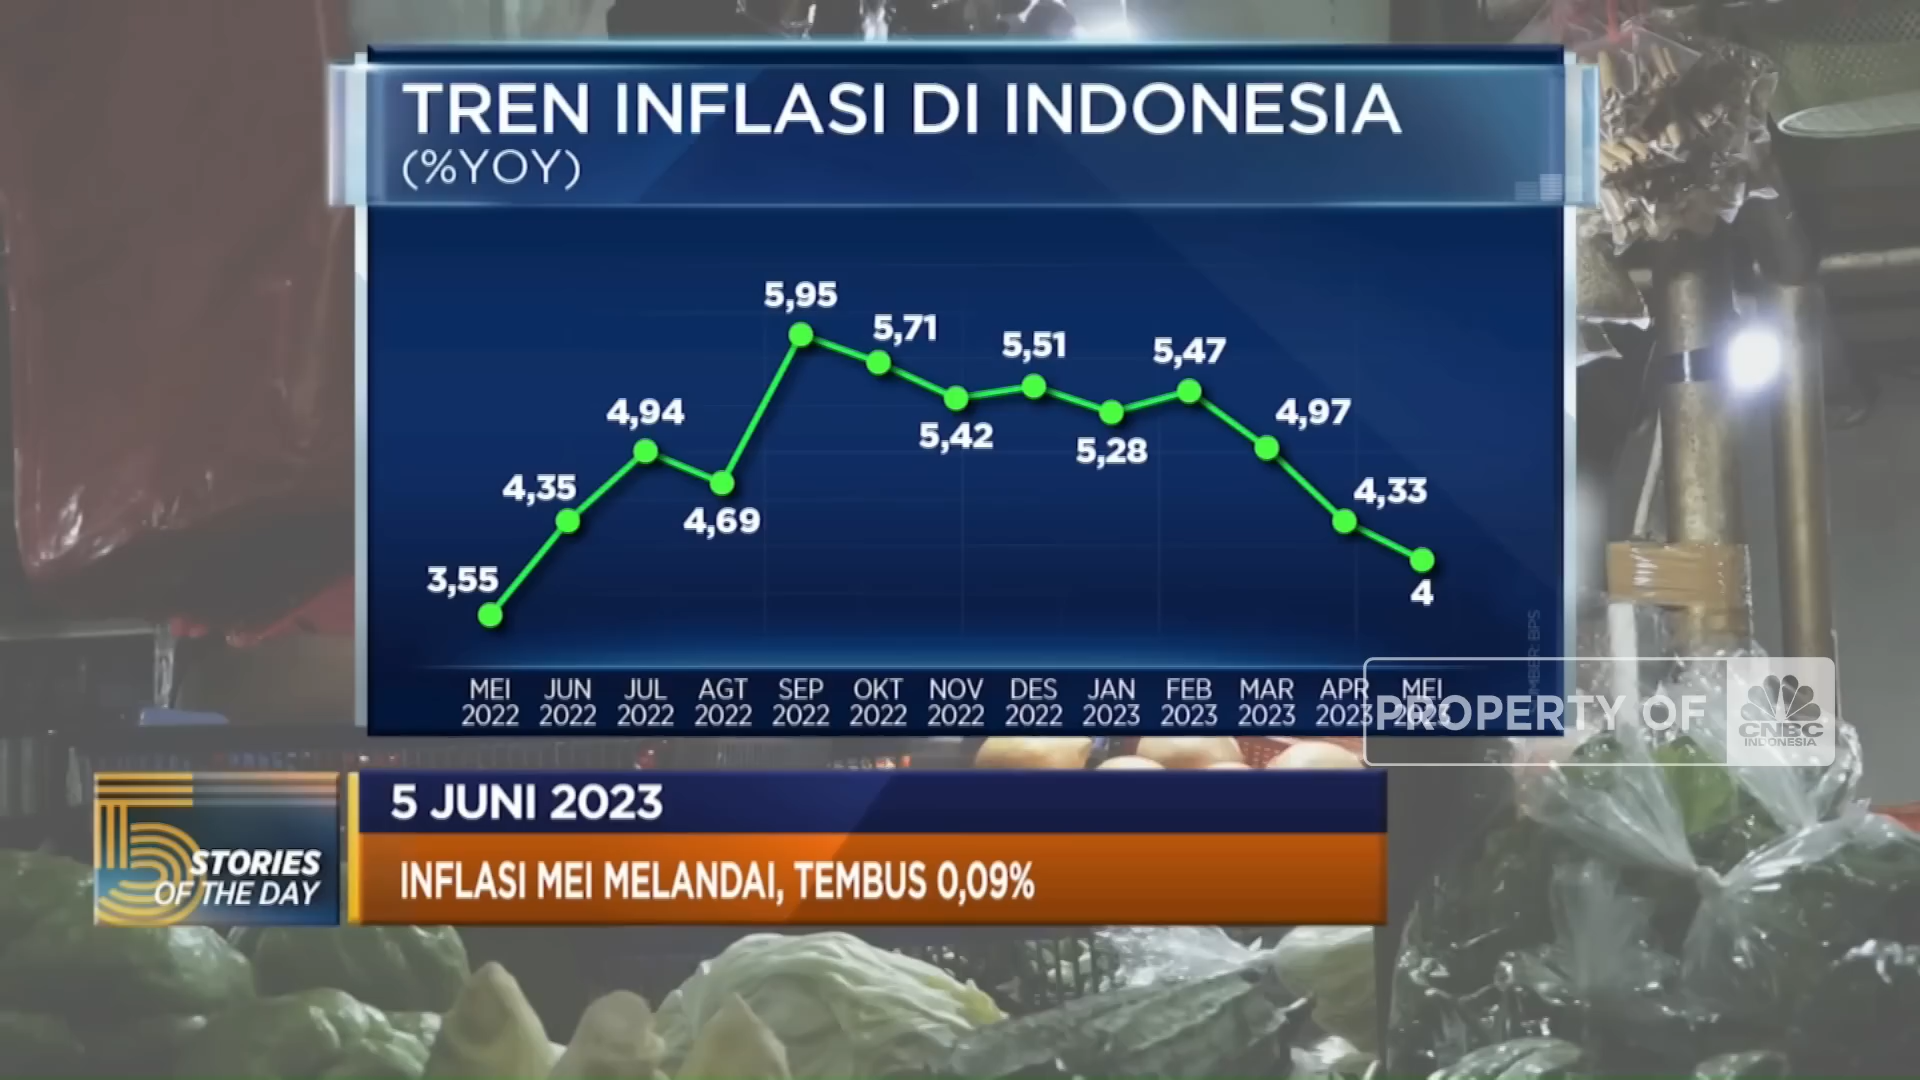 TREN INFLASI DI INDONESIA
(%YOY)
5,95
5,71
5,51
5,47
4,94
4,97
5,42
5,28
4,35
4,69
4,33
3,55
4
MEI JUN JUL AGT SEP OKT NOV DES JAN FEB MAR APR MEI
2022 2022 2022 2022 2022 2022 2022 2022 2023 2023 2023 2023 2023
BPS
PROPERTY OF
CNBC
INDONESIA
5 JUNI 2023
5 STORIES
OF THE DAY
INFLASI MEI MELANDAI, TEMBUS 0,09%